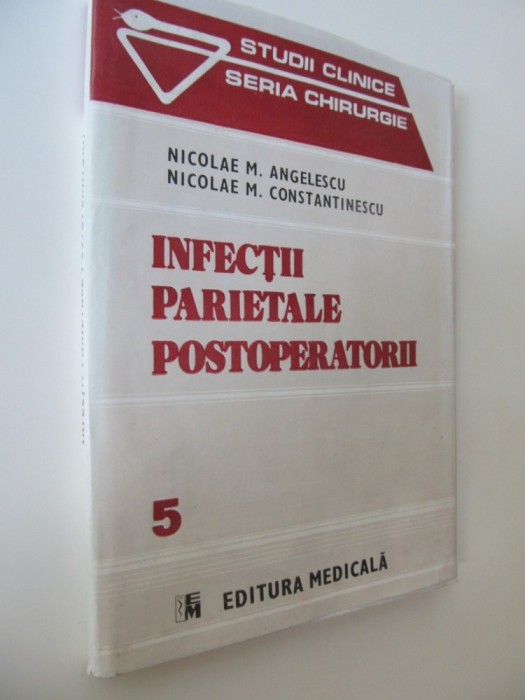 STUDII CLINICE
SERIA CHIRURGIE
NICOLAE M. ANGELESCU
NICOLAE M. CONSTANTINESCU
INFECȚII
PARIETALE
POSTOPERATORII
5
EM EDITURA MEDICALĂ